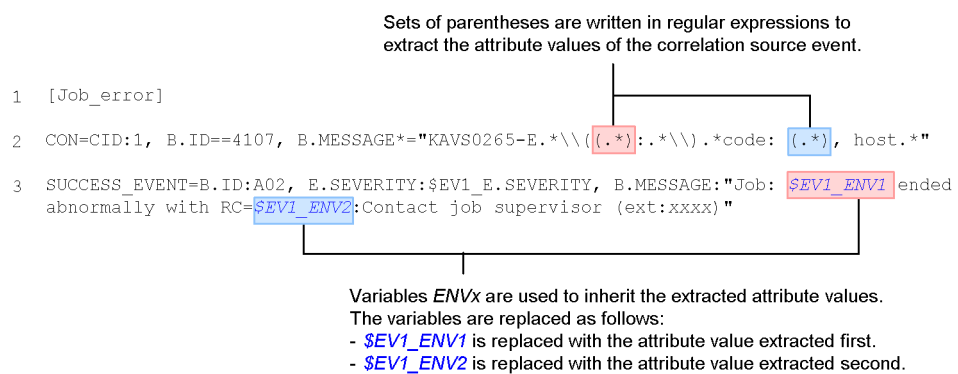 Sets of parentheses are written in regular expressions to
extract the attribute values of the correlation source event.
1 [Job_error]
2 CON=CID:1, B.ID==4107, B.MESSAGE*="KAVS0265-E.*\\((.*):.*\\).*code: (.*), host.*"
3 SUCCESS_EVENT=B.ID:A02, E.SEVERITY:$EV1_E.SEVERITY, B.MESSAGE:"Job: $EV1_ENV1 ended
abnormally with RC=$EV1_ENV2:Contact job supervisor (ext:xxxx)"
Variables ENVx are used to inherit the extracted attribute values.
The variables are replaced as follows:
- $EV1_ENV1 is replaced with the attribute value extracted first.
- $EV1_ENV2 is replaced with the attribute value extracted second.